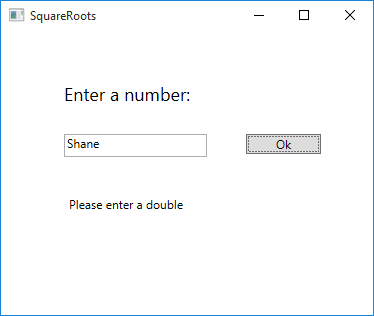 SquareRoots
Enter a number:
Shane
Ok
Please enter a double